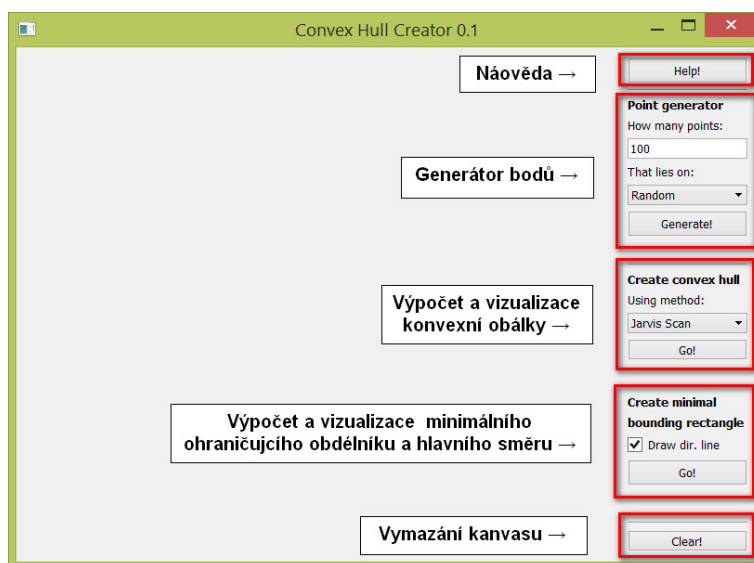 Convex Hull Creator 0.1
Náověda →
Help!
Point generator
How many points:
100
Generátor bodů →
That lies on:
Random
Generate!
Create convex hull
Výpočet a vizualizace
konvexní obálky →
Using method:
Jarvis Scan
Go!
Create minimal
bounding rectangle
Výpočet a vizualizace minimálního
ohraničujcího obdélníku a hlavního směru →
Draw dir. line
Go!
Vymazání kanvasu →
Clear!